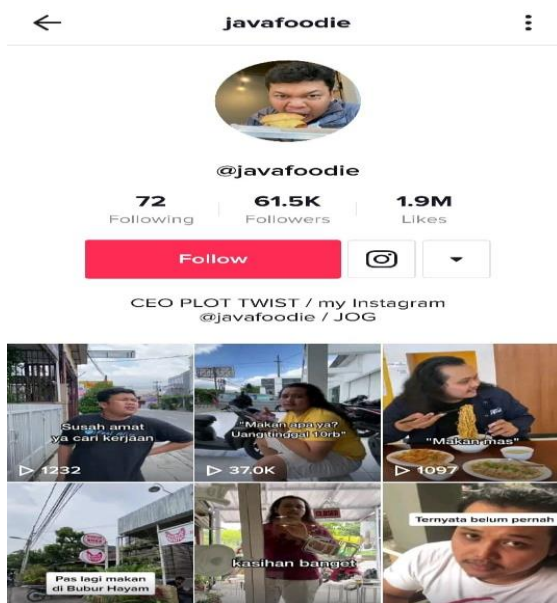 javafoodie
@javafoodie
72 61.5K 1.9M
Following Followers Likes
Follow
CEO PLOT TWIST / my Instagram
@javafoodie / JOG
Susah amat
ya cari kerjaan
1232
"Makan apa ya?
Uang tinggal 10rb"
37.0K
"Makan mas"
1097
Pas lagi makan
di Bubur Hayam
kasihan banget
Ternyata belum pernah